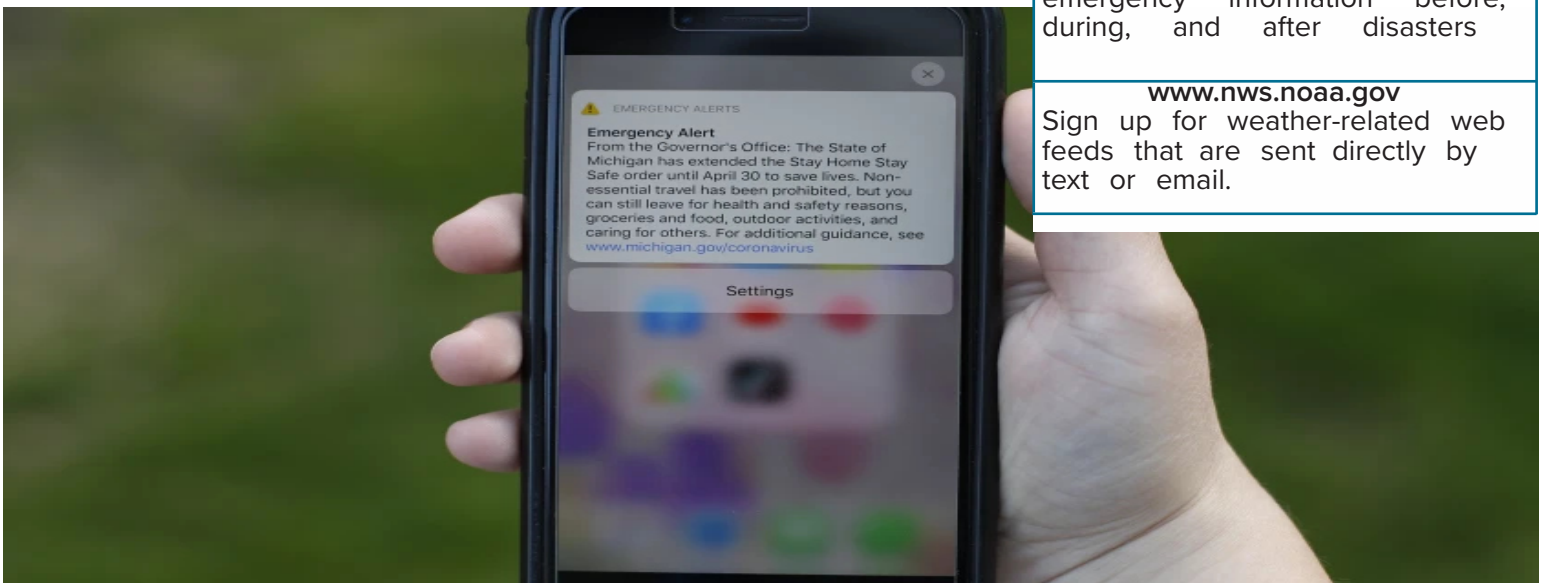 emergency information before,
during, and after disasters
www.nws.noaa.gov
Sign up for weather-related web
feeds that are sent directly by
text or email.
EMERGENCY ALERTS
Emergency Alert
From the Governor's Office: The State of
Michigan has extended the Stay Home Stay
Safe order until April 30 to save lives. Non-
essential travel has been prohibited, but you
can still leave for health and safety reasons,
groceries and food, outdoor activities, and
caring for others. For additional guidance, see
www.michigan.gov/coronavirus
Settings